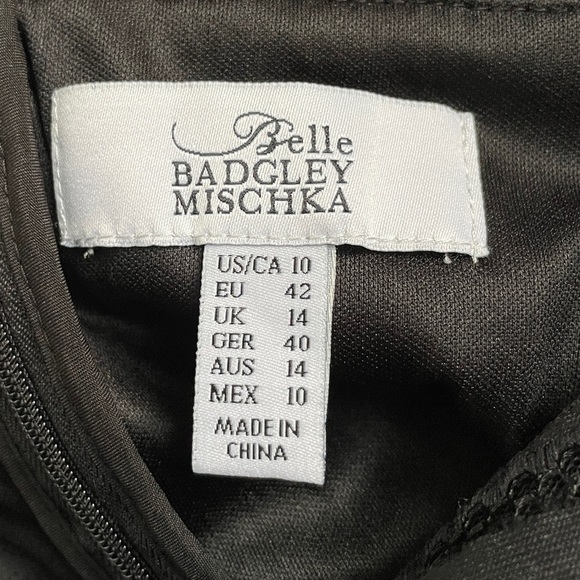 Belle
BADGLEY
MISCHKA
US/CA 10
EU 42
UK 14
GER 40
AUS 14
MEX 10
MADE IN
CHINA